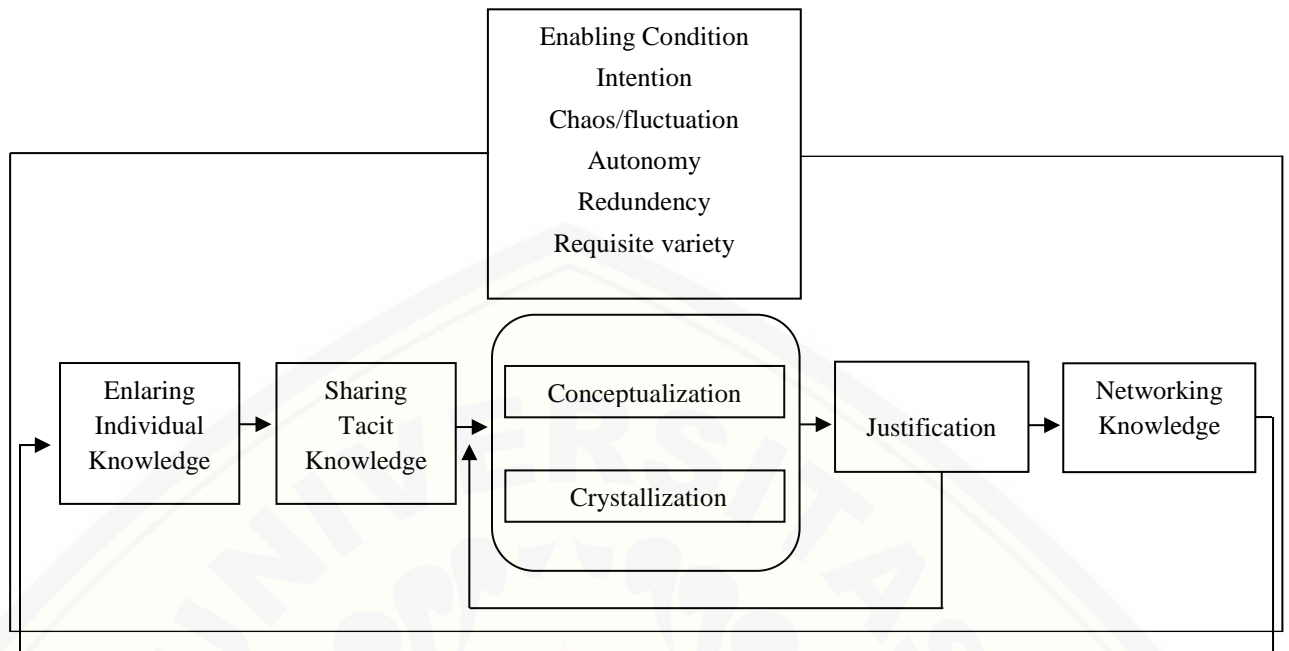 Enabling Condition
Intention
Chaos/fluctuation
Autonomy
Redundency
Requisite variety
Enlaring
Individual
Knowledge
Sharing
Tacit
Knowledge
Conceptualization
Crystallization
Justification
Networking
Knowledge
UNIVERSITAS